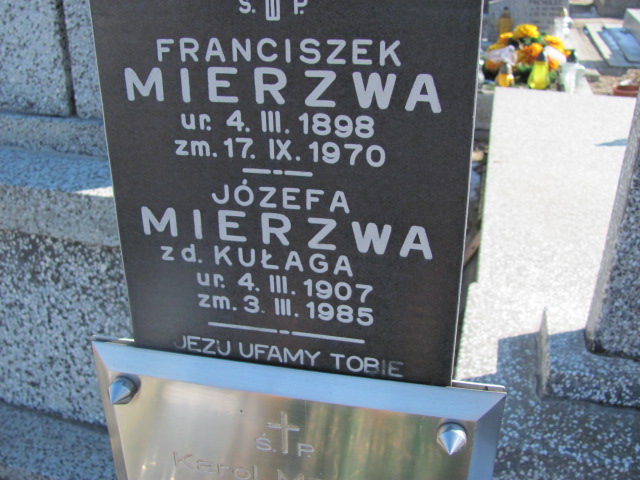 Ś. P.
FRANCISZEK
MIERZWA
ur. 4. III. 1898
zm. 17. IX. 1970
JÓZEFA
MIERZWA
z d. KUŁAGA
ur. 4. III. 1907
zm. 3. III. 1985
JEZU UFAMY TOBIE
Ś. P.
Karol